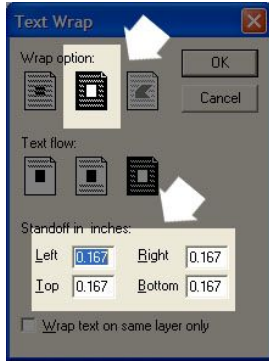 Text Wrap
Wrap option:
OK
Cancel
Text flow:
Standoff in inches:
Left 0.167 Right 0.167
Top 0.167 Bottom 0.167
Wrap text on same layer only